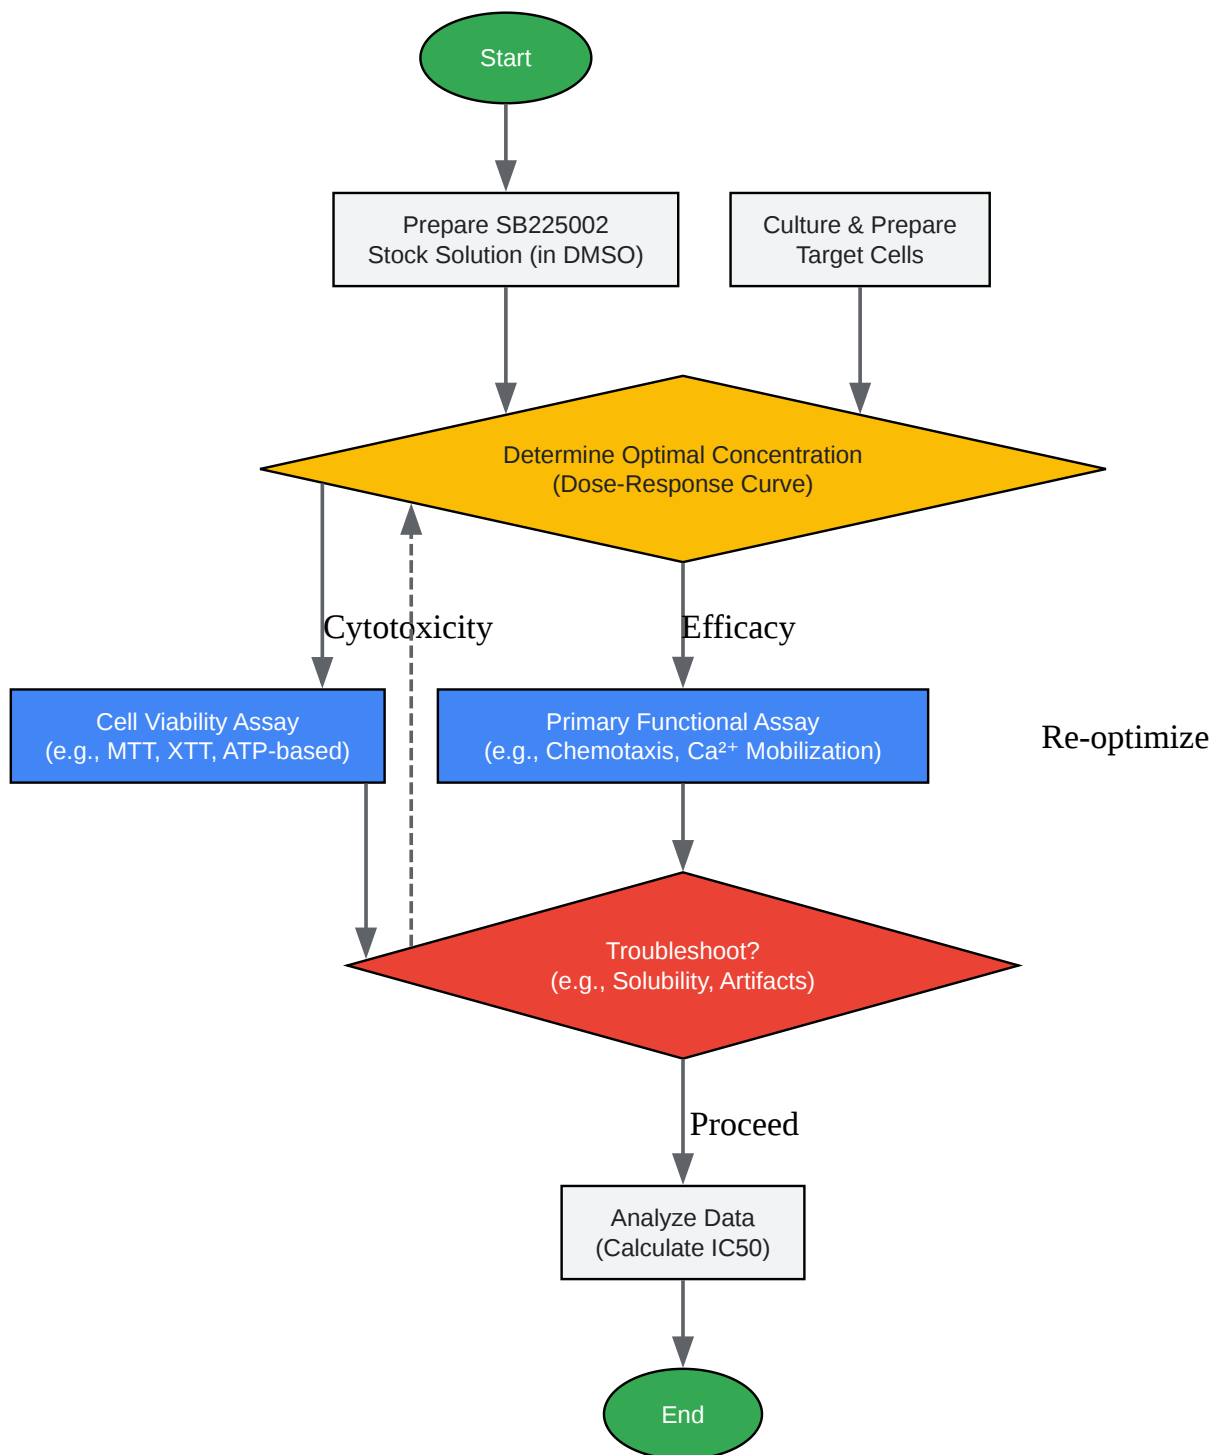 Start
Prepare SB225002
Stock Solution (in DMSO)
Culture & Prepare
Target Cells
Determine Optimal Concentration
(Dose-Response Curve)
Cytotoxicity
Efficacy
Cell Viability Assay
(e.g., MTT, XTT, ATP-based)
Primary Functional Assay
(e.g., Chemotaxis, Ca²⁺ Mobilization)
Re-optimize
Troubleshoot?
(e.g., Solubility, Artifacts)
Proceed
Analyze Data
(Calculate IC50)
End